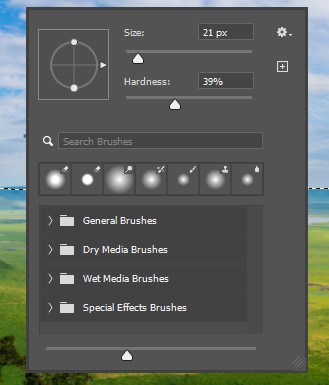 Size:
21 px
Hardness:
39%
Search Brushes
General Brushes
Dry Media Brushes
Wet Media Brushes
Special Effects Brushes